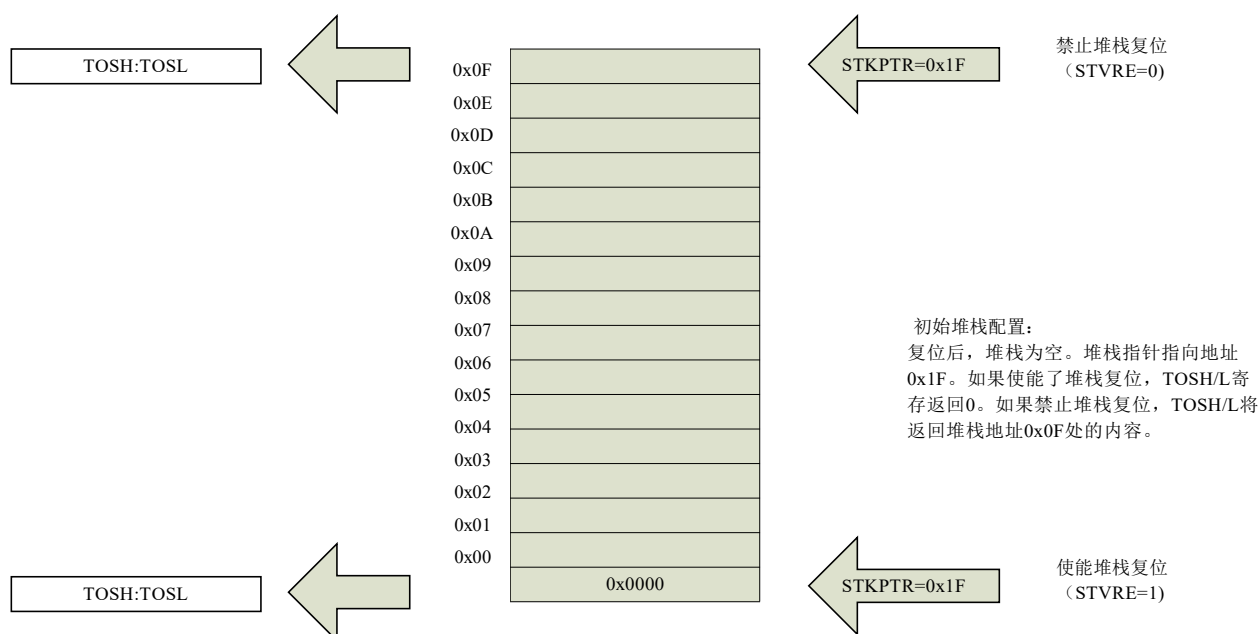 TOSH:TOSL
STKPTR=0x1F
禁止堆栈复位
（STVRE=0)
0x0F
0x0E
0x0D
0x0C
0x0B
0x0A
0x09
0x08
0x07
0x06
0x05
0x04
0x03
0x02
0x01
0x00
初始堆栈配置：
复位后，堆栈为空。堆栈指针指向地址
0x1F。如果使能了堆栈复位，TOSH/L寄
存返回0。如果禁止堆栈复位，TOSH/L将
返回堆栈地址0x0F处的内容。
TOSH:TOSL
0x0000
STKPTR=0x1F
使能堆栈复位
（STVRE=1)